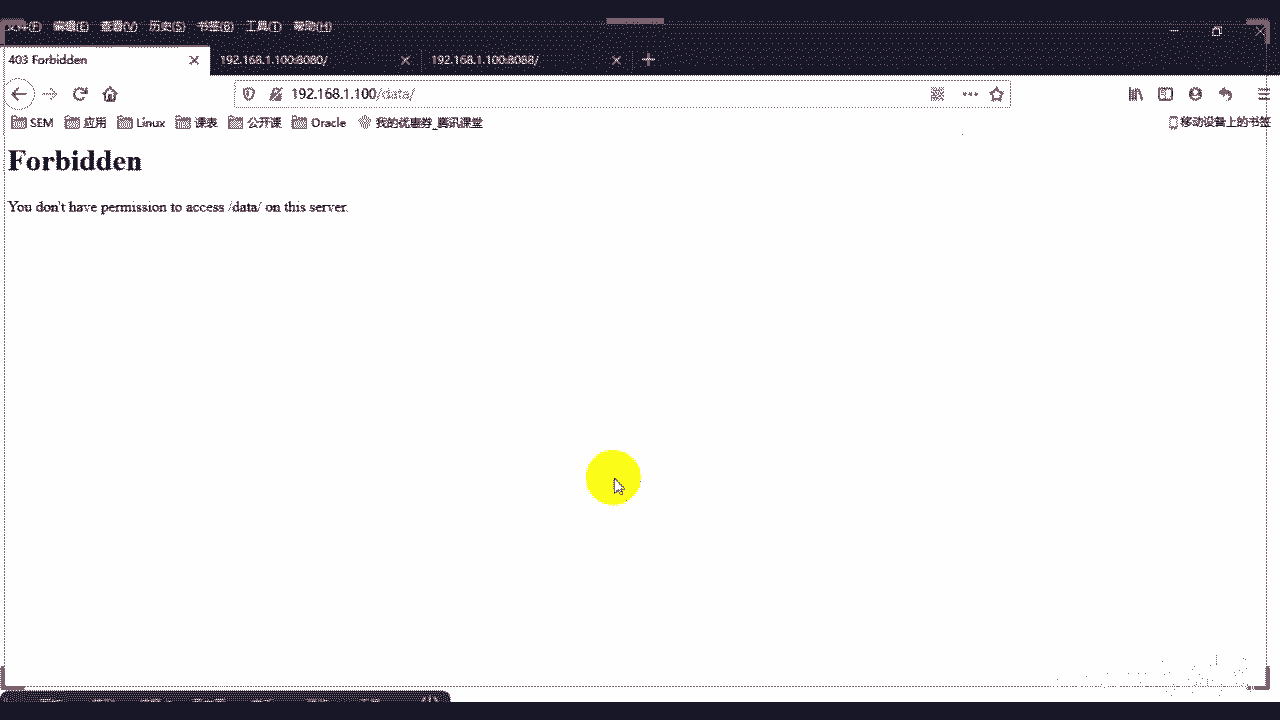 文件(F) 编辑(E) 查看(V) 历史(S) 书签(B) 工具(T) 帮助(H)
403 Forbidden
192.168.1.100:8080/
192.168.1.100:8088/
192.168.1.100/data/
SEM 应用 Linux 课表 公开课 Oracle 我的优惠券_腾讯课堂 移动设备上的书签
Forbidden
You don't have permission to access /data/ on this server.